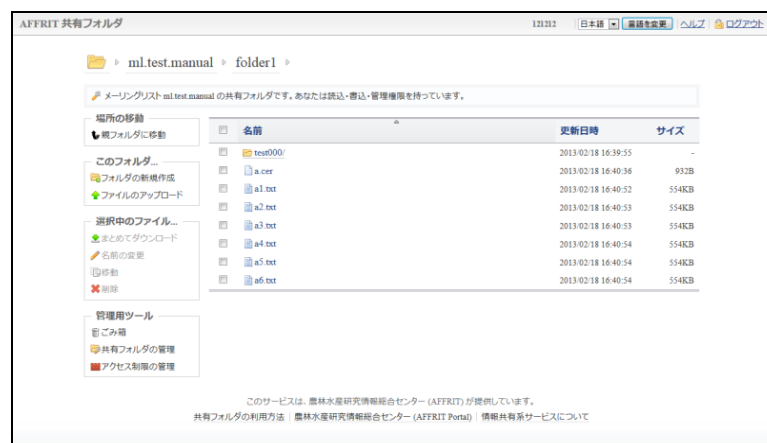 AFFRIT 共有フォルダ 121212 日本語 言語を変更 ヘルプ ログアウト
ml.test.manual folder1
メーリングリスト ml.test.manual の共有フォルダです。あなたは読込・書込・管理権限を持っています。
場所の移動
親フォルダに移動
このフォルダ...
フォルダの新規作成
ファイルのアップロード
選択中のファイル...
まとめてダウンロード
名前の変更
移動
削除
管理用ツール
ごみ箱
共有フォルダの管理
アクセス制限の管理
名前 更新日時 サイズ
test000/ 2013/02/18 16:39:55 -
a.cer 2013/02/18 16:40:36 932B
a1.txt 2013/02/18 16:40:52 554KB
a2.txt 2013/02/18 16:40:53 554KB
a3.txt 2013/02/18 16:40:53 554KB
a4.txt 2013/02/18 16:40:54 554KB
a5.txt 2013/02/18 16:40:54 554KB
a6.txt 2013/02/18 16:40:54 554KB
このサービスは、農林水産研究情報総合センター (AFFRIT) が提供しています。
共有フォルダの利用方法 | 農林水産研究情報総合センター (AFFRIT Portal) | 情報共有系サービスについて